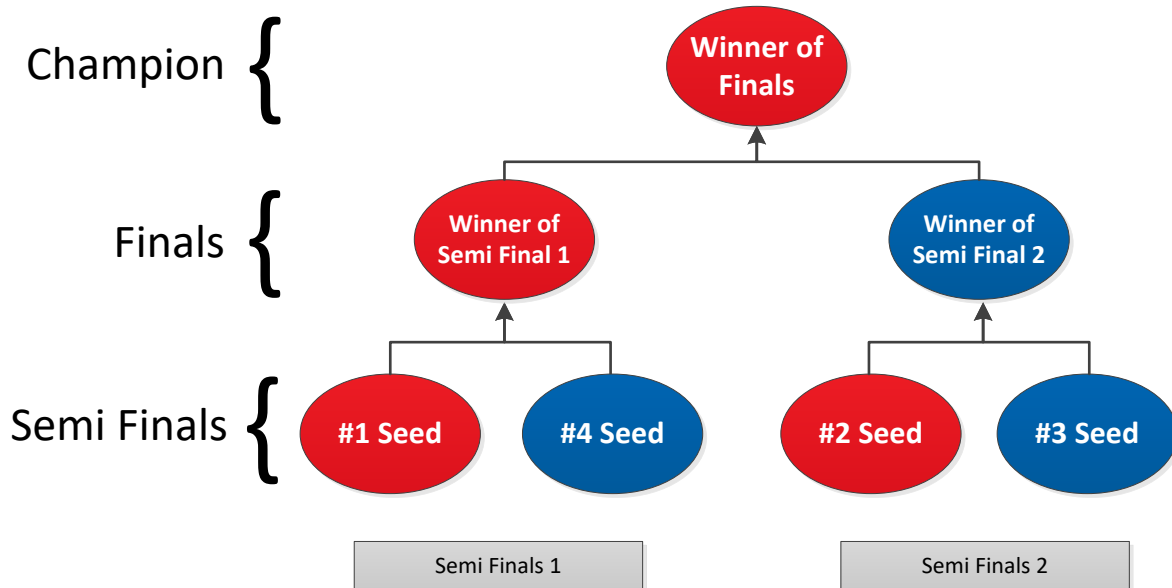 Champion
Winner of
Finals
Finals
Winner of
Semi Final 1
Winner of
Semi Final 2
Semi Finals
#1 Seed
#4 Seed
#2 Seed
#3 Seed
Semi Finals 1
Semi Finals 2